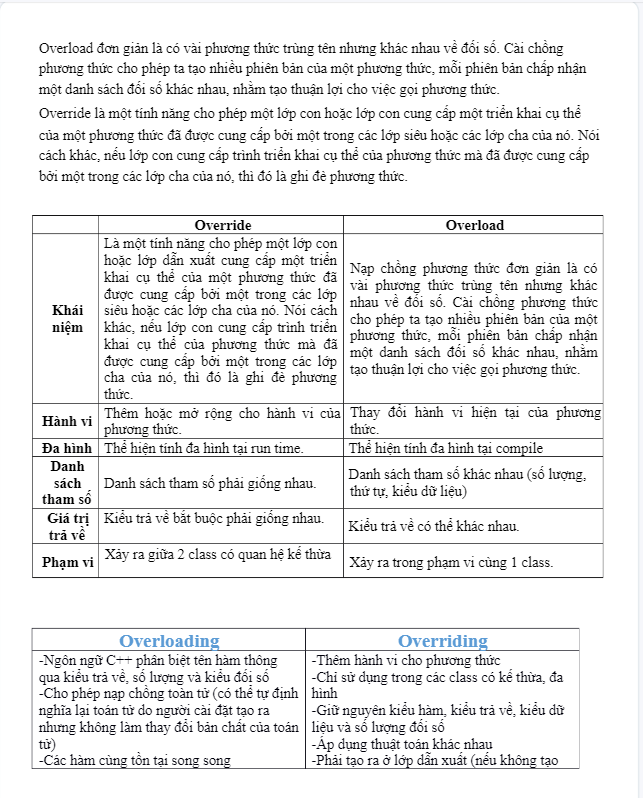 Overload đơn giản là có vài phương thức trùng tên nhưng khác nhau về đối số. Cài chồng
phương thức cho phép ta tạo nhiều phiên bản của một phương thức, mỗi phiên bản chấp nhận
một danh sách đối số khác nhau, nhằm tạo thuận lợi cho việc gọi phương thức.
Override là một tính năng cho phép một lớp con hoặc lớp con cung cấp một triển khai cụ thể
của một phương thức đã được cung cấp bởi một trong các lớp siêu hoặc các lớp cha của nó. Nói
cách khác, nếu lớp con cung cấp trình triển khai cụ thể của phương thức mà đã được cung cấp
bởi một trong các lớp cha của nó, thì đó là ghi đè phương thức.
Override
Overload
Khái
niệm
Là một tính năng cho phép một lớp con
hoặc lớp dẫn xuất cung cấp một triển
khai cụ thể của một phương thức đã
được cung cấp bởi một trong các lớp
siêu hoặc các lớp cha của nó. Nói cách
khác, nếu lớp con cung cấp trình triển
khai cụ thể của phương thức mà đã
được cung cấp bởi một trong các lớp
cha của nó, thì đó là ghi đè phương
thức.
Nạp chồng phương thức đơn giản là có
vài phương thức trùng tên nhưng khác
nhau về đối số. Cài chồng phương thức
cho phép ta tạo nhiều phiên bản của một
phương thức, mỗi phiên bản chấp nhận
một danh sách đối số khác nhau, nhằm
tạo thuận lợi cho việc gọi phương thức.
Hành vi
Thêm hoặc mở rộng cho hành vi của
phương thức.
Thay đổi hành vi hiện tại của phương
thức.
Đa hình
Thể hiện tính đa hình tại run time.
Thể hiện tính đa hình tại compile
Danh
sách
tham số
Danh sách tham số phải giống nhau.
Danh sách tham số khác nhau (số lượng,
thứ tự, kiểu dữ liệu)
Giá trị
trả về
Kiểu trả về bắt buộc phải giống nhau.
Kiểu trả về có thể khác nhau.
Phạm vi
Xảy ra giữa 2 class có quan hệ kế thừa
Xảy ra trong phạm vi cùng 1 class.
Overloading
-Ngôn ngữ C++ phân biệt tên hàm thông
qua kiểu trả về, số lượng và kiểu đối số
-Cho phép nạp chồng toàn tử (có thể tự định
nghĩa lại toán tử do người cài đặt tạo ra
nhưng không làm thay đổi bản chất của toán
tử)
-Các hàm cùng tồn tại song song
Overriding
-Thêm hành vi cho phương thức
-Chỉ sử dụng trong các class có kế thừa, đa
hình
-Giữ nguyên kiểu hàm, kiểu trả về, kiểu dữ
liệu và số lượng đối số
-Áp dụng thuật toán khác nhau
-Phải tạo ra ở lớp dẫn xuất (nếu không tạo